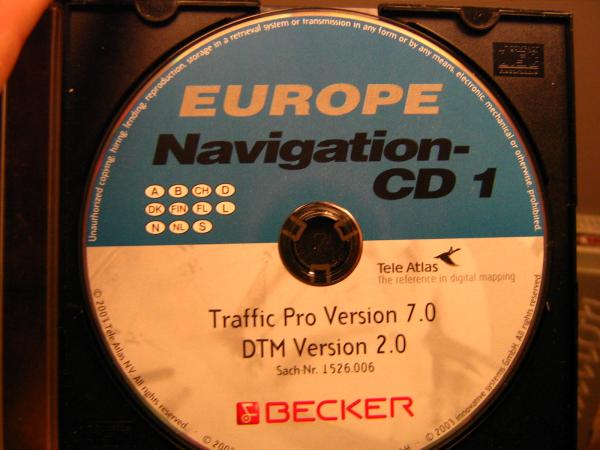 Unauthorized copying, hiring, lending, reproduction, storage in a retrieval system or transmission in any form or by any means, electronic, mechanical or otherwise, prohibited.
EUROPE
Navigation-
CD 1
A B CH D
DK FIN FL L
N NL S
Tele Atlas
The reference in digital mapping
Traffic Pro Version 7.0
DTM Version 2.0
Sach-Nr. 1526.006
BECKER
© 2003 Tele Atlas NV All rights reserved.
© 2003 innovative systems GmbH. All rights reserved